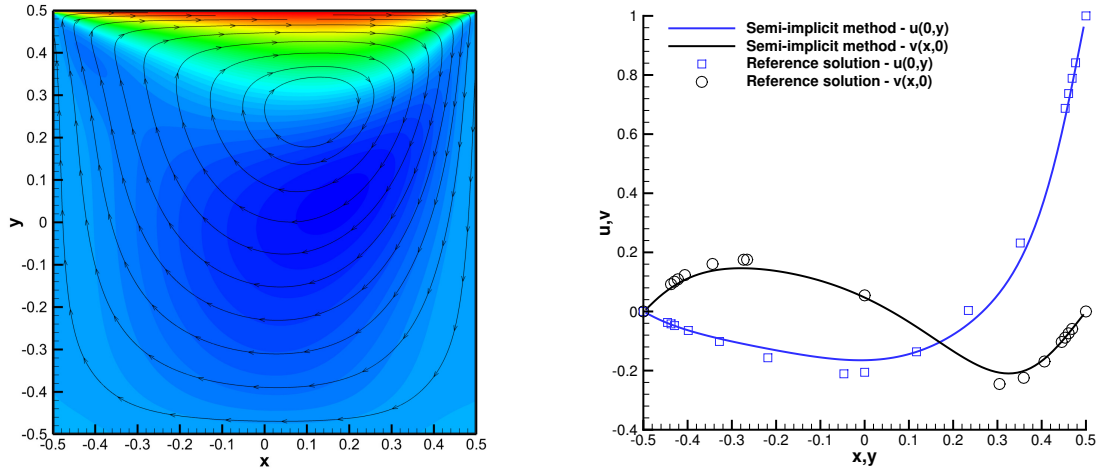 0.5
0.4
0.3
0.2
0.1
0
-0.1
-0.2
-0.3
-0.4
-0.5
y
-0.5 -0.4 -0.3 -0.2 -0.1 0 0.1 0.2 0.3 0.4 0.5
x
1
0.8
0.6
0.4
0.2
0
-0.2
-0.4
u,v
Semi-implicit method - u(0,y)
Semi-implicit method - v(x,0)
Reference solution - u(0,y)
Reference solution - v(x,0)
-0.5 -0.4 -0.3 -0.2 -0.1 0 0.1 0.2 0.3 0.4 0.5
x,y